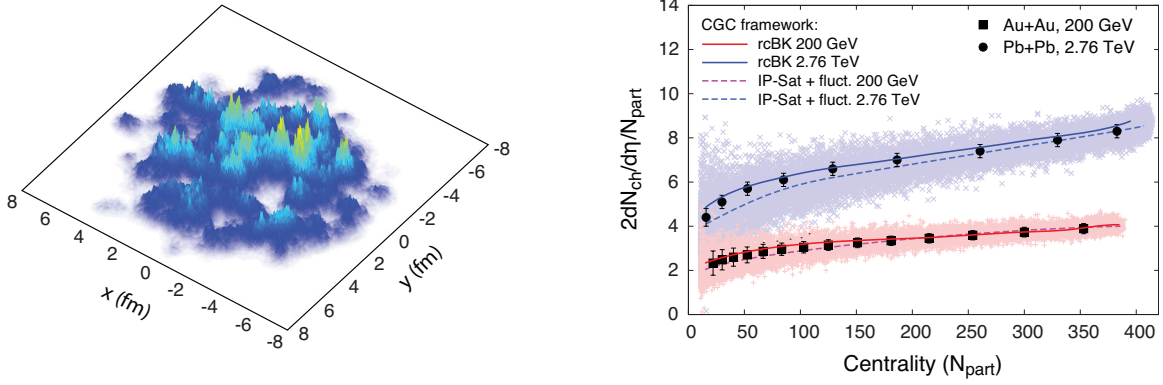 8
6
4
2
0
-2
-4
-6
-8
x (fm)
-8
-6
-4
-2
0
2
4
6
8
y (fm)
14
12
10
8
6
4
2
0
2dN_ch/dη/N_part
CGC framework:
rcBK 200 GeV
rcBK 2.76 TeV
IP-Sat + fluct. 200 GeV
IP-Sat + fluct. 2.76 TeV
Au+Au, 200 GeV
Pb+Pb, 2.76 TeV
0 50 100 150 200 250 300 350 400
Centrality (N_part)